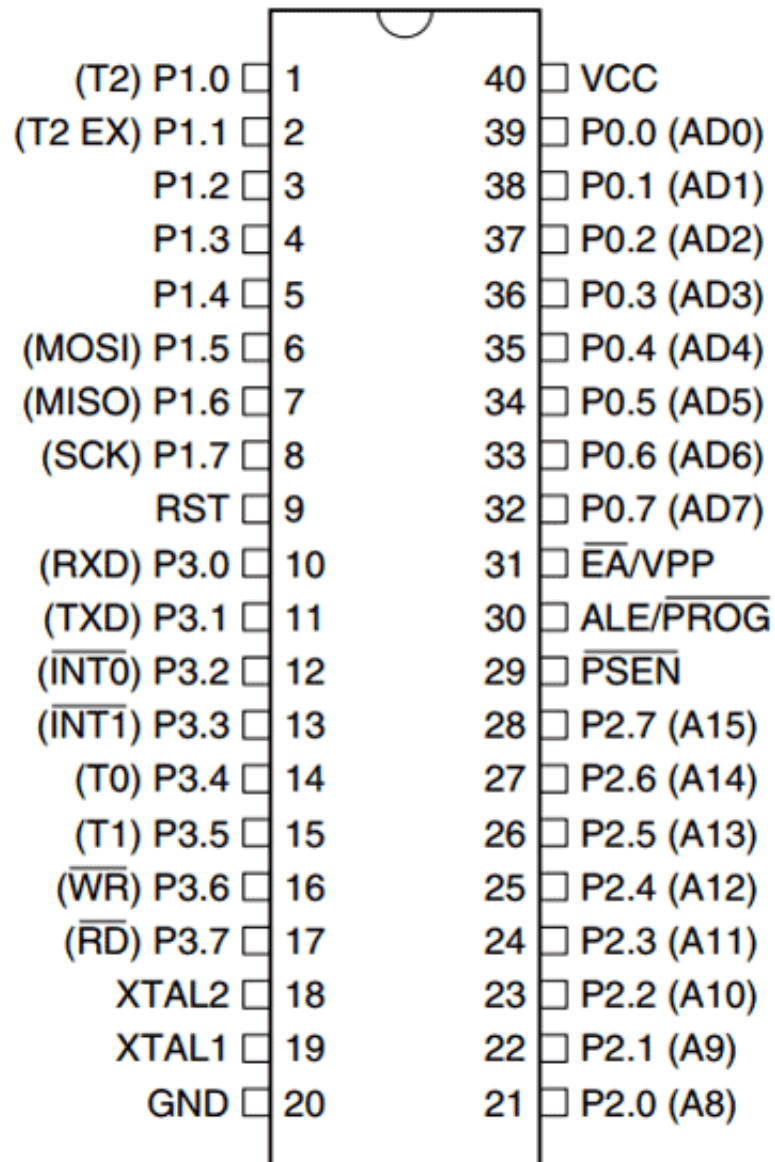 (T2) P1.0 1 40 VCC
(T2 EX) P1.1 2 39 P0.0 (AD0)
P1.2 3 38 P0.1 (AD1)
P1.3 4 37 P0.2 (AD2)
P1.4 5 36 P0.3 (AD3)
(MOSI) P1.5 6 35 P0.4 (AD4)
(MISO) P1.6 7 34 P0.5 (AD5)
(SCK) P1.7 8 33 P0.6 (AD6)
RST 9 32 P0.7 (AD7)
(RXD) P3.0 10 31 E̅A̅/VPP
(TXD) P3.1 11 30 ALE/P̅R̅O̅G̅
(I̅N̅T̅0̅) P3.2 12 29 P̅S̅E̅N̅
(I̅N̅T̅1̅) P3.3 13 28 P2.7 (A15)
(T0) P3.4 14 27 P2.6 (A14)
(T1) P3.5 15 26 P2.5 (A13)
(W̅R̅) P3.6 16 25 P2.4 (A12)
(R̅D̅) P3.7 17 24 P2.3 (A11)
XTAL2 18 23 P2.2 (A10)
XTAL1 19 22 P2.1 (A9)
GND 20 21 P2.0 (A8)